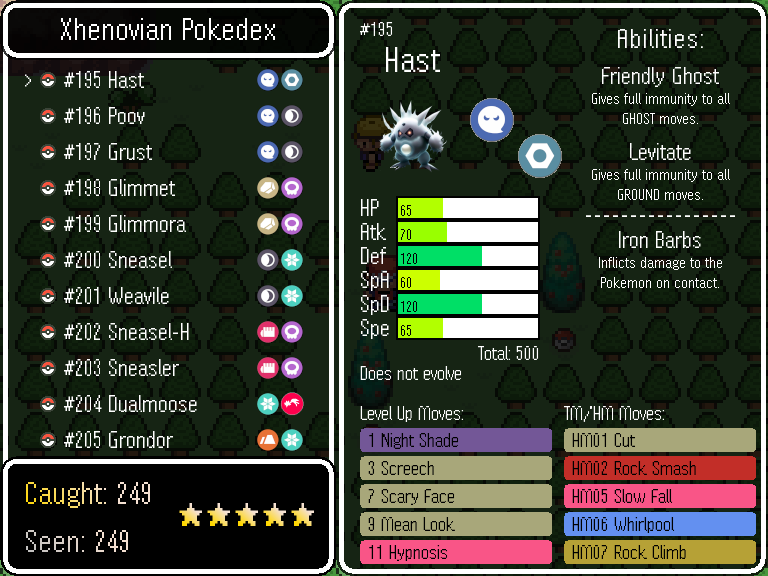 Xhenovian Pokedex
#195 Hast
#196 Poov
#197 Grust
#198 Glimmet
#199 Glimmora
#200 Sneasel
#201 Weavile
#202 Sneasel-H
#203 Sneasler
#204 Dualmoose
#205 Grondor
Caught: 249
Seen: 249
#195
Hast
HP 65
Atk 70
Def 120
SpA 60
SpD 120
Spe 65
Total: 500
Does not evolve
Abilities:
Friendly Ghost
Gives full immunity to all
GHOST moves.
Levitate
Gives full immunity to all
GROUND moves.
Iron Barbs
Inflicts damage to the
Pokemon on contact.
Level Up Moves:
1 Night Shade
3 Screech
7 Scary Face
9 Mean Look
11 Hypnosis
TM/HM Moves:
HM01 Cut
HM02 Rock Smash
HM05 Slow Fall
HM06 Whirlpool
HM07 Rock Climb